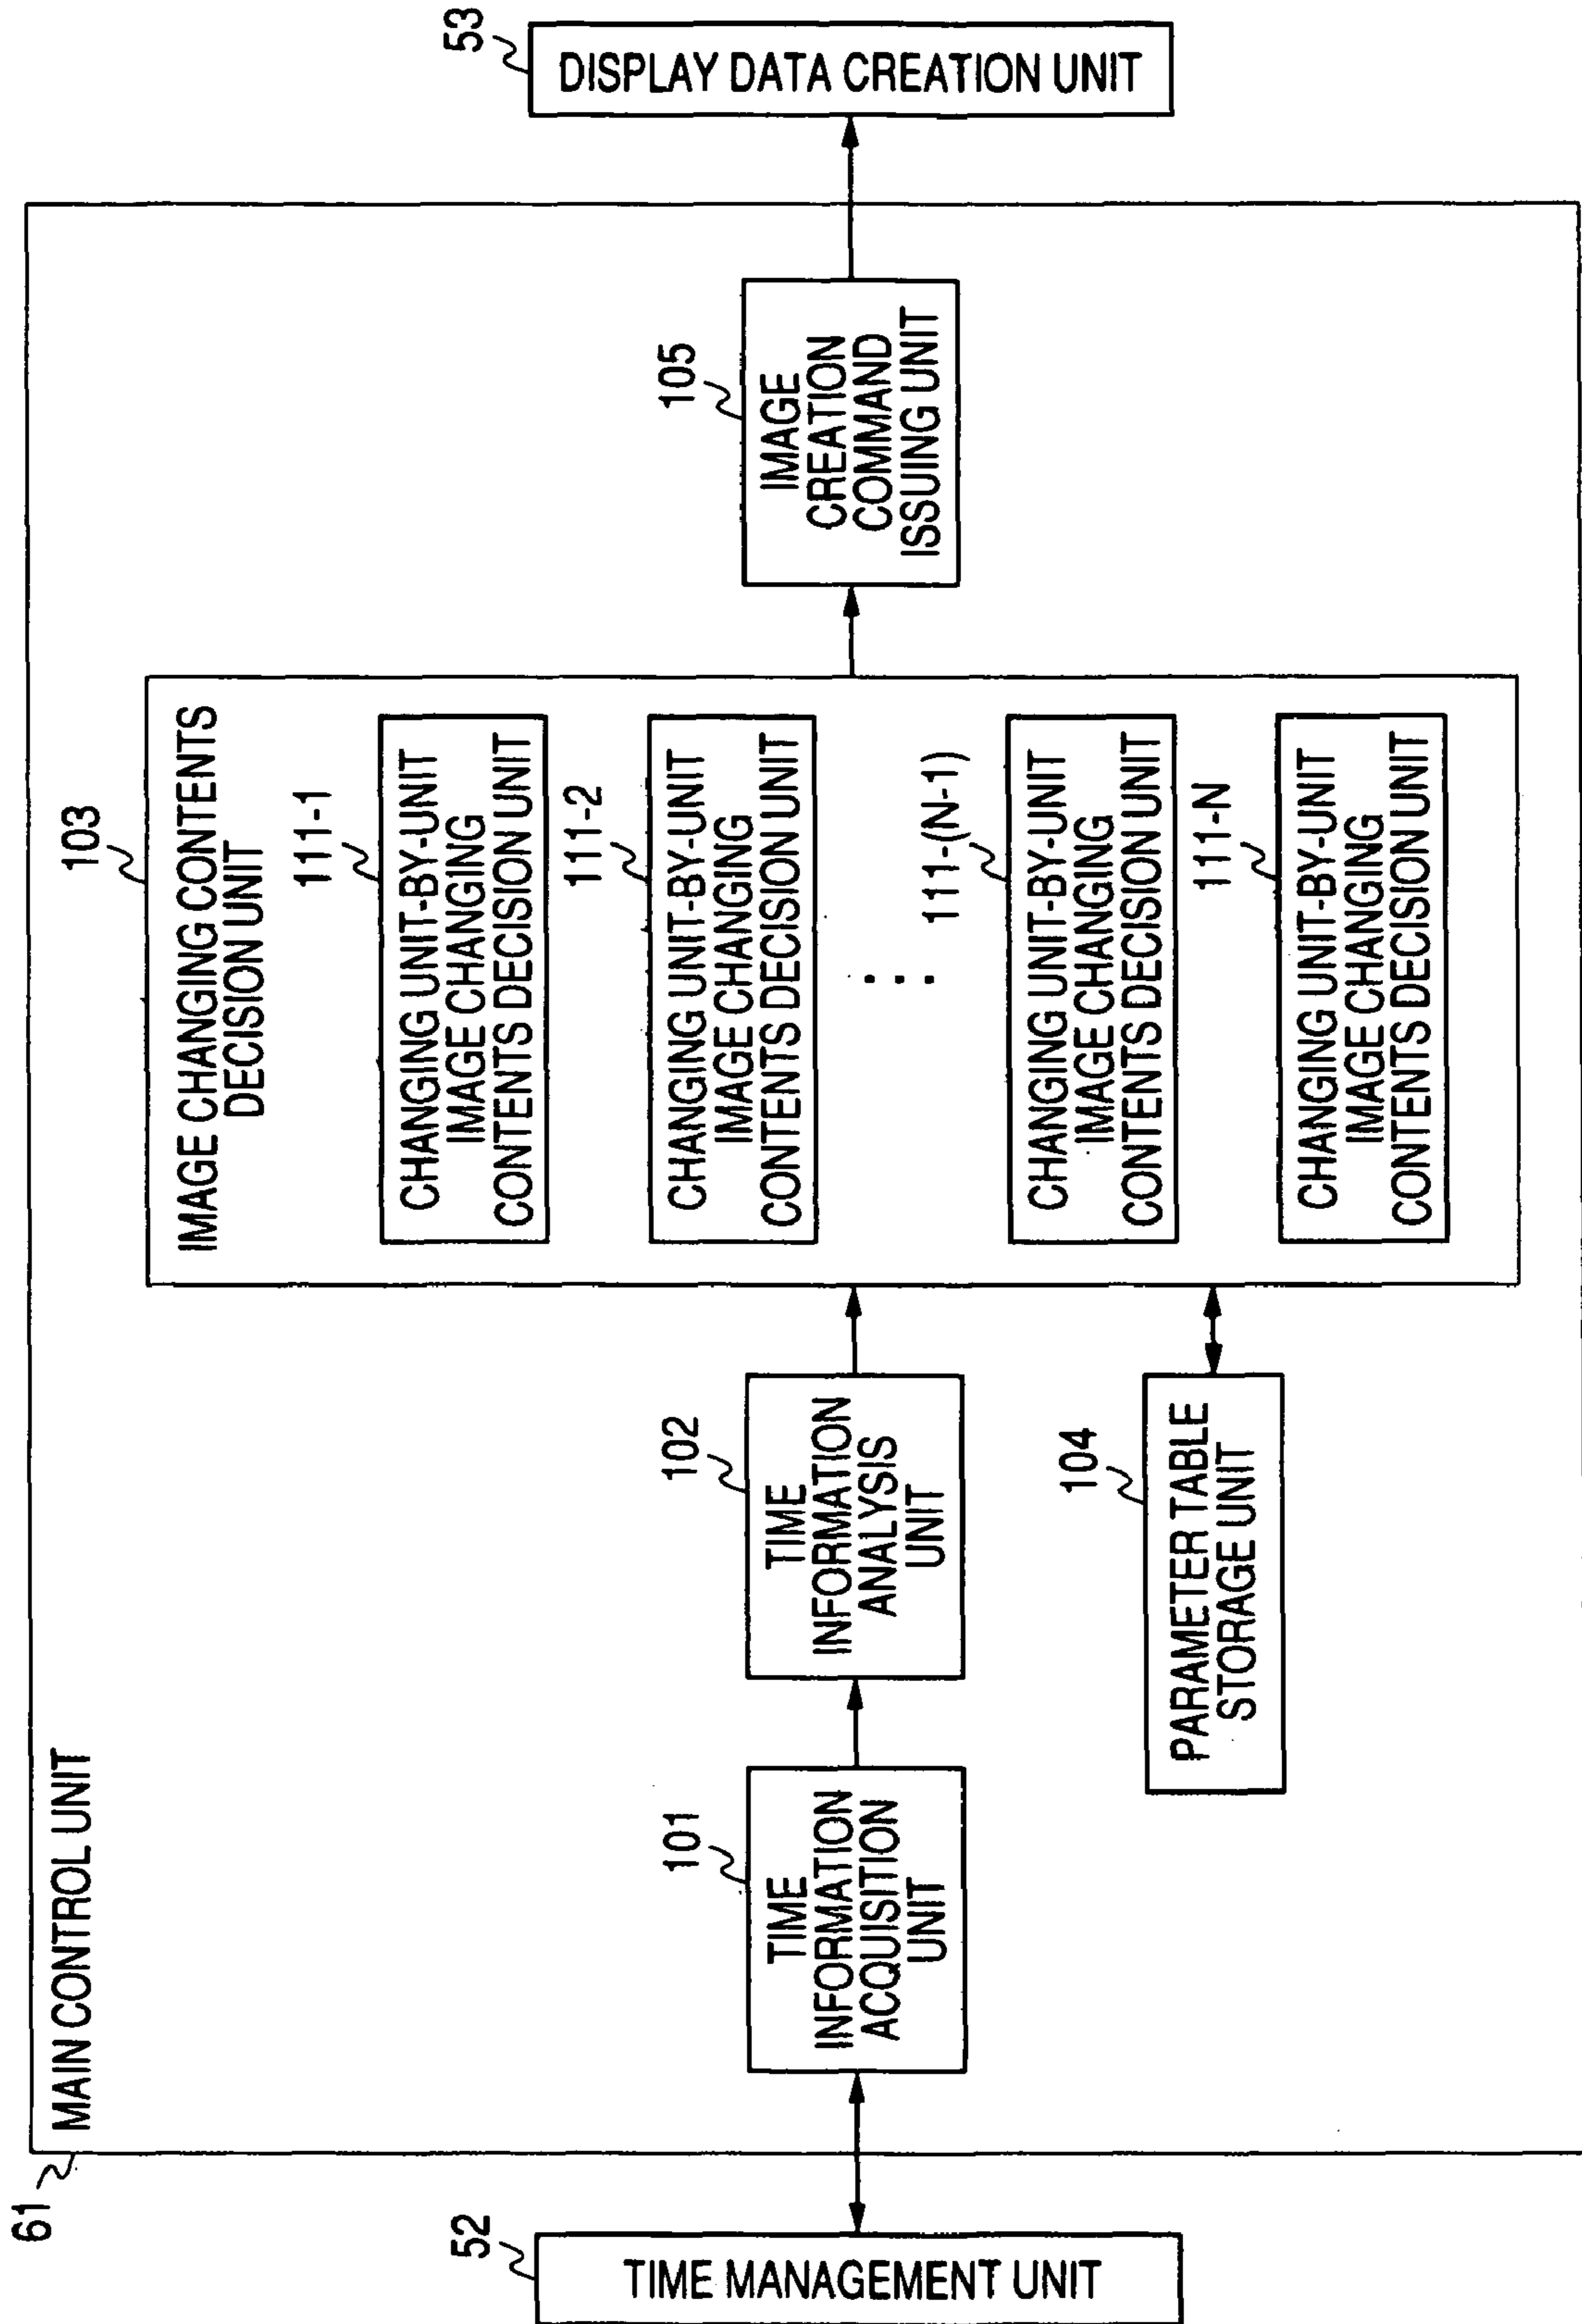 61
MAIN CONTROL UNIT
52
TIME MANAGEMENT UNIT
101
TIME
INFORMATION
ACQUISITION
UNIT
102
TIME
INFORMATION
ANALYSIS
UNIT
104
PARAMETER TABLE
STORAGE UNIT
103
IMAGE CHANGING CONTENTS
DECISION UNIT
111-1
CHANGING UNIT-BY-UNIT
IMAGE CHANGING
CONTENTS DECISION UNIT
111-2
CHANGING UNIT-BY-UNIT
IMAGE CHANGING
CONTENTS DECISION UNIT
...
111-(N-1)
CHANGING UNIT-BY-UNIT
IMAGE CHANGING
CONTENTS DECISION UNIT
111-N
CHANGING UNIT-BY-UNIT
IMAGE CHANGING
CONTENTS DECISION UNIT
105
IMAGE
CREATION
COMMAND
ISSUING UNIT
53
DISPLAY DATA CREATION UNIT